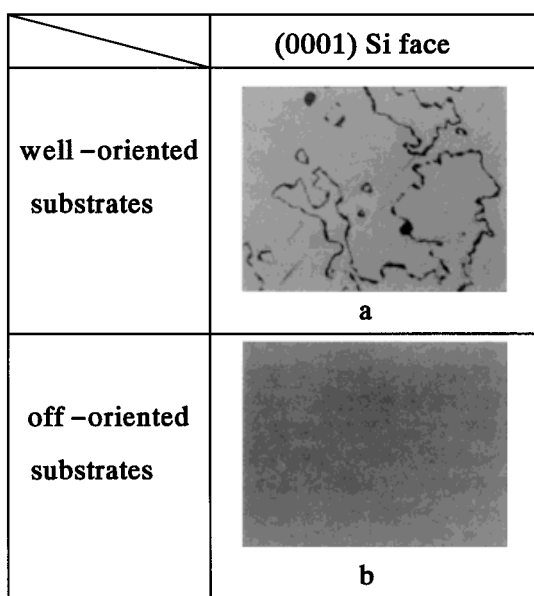 (0001) Si face
well –oriented
substrates
a
off –oriented
substrates
b